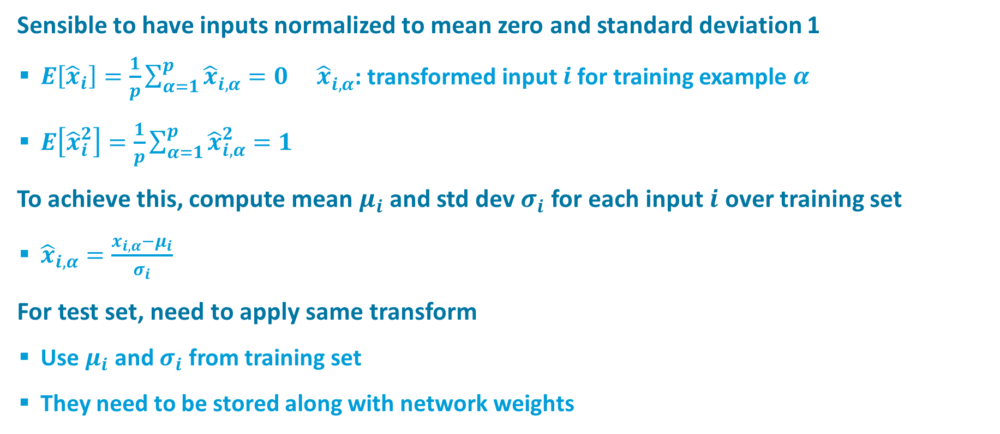 Sensible to have inputs normalized to mean zero and standard deviation 1
▪ $E[\hat{x}_i] = \frac{1}{p}\sum_{\alpha=1}^{p} \hat{x}_{i,\alpha} = 0$ $\hat{x}_{i,\alpha}$: transformed input $i$ for training example $\alpha$
▪ $E[\hat{x}_i^2] = \frac{1}{p}\sum_{\alpha=1}^{p} \hat{x}_{i,\alpha}^2 = 1$
To achieve this, compute mean $\mu_i$ and std dev $\sigma_i$ for each input $i$ over training set
▪ $\hat{x}_{i,\alpha} = \frac{x_{i,\alpha} - \mu_i}{\sigma_i}$
For test set, need to apply same transform
▪ Use $\mu_i$ and $\sigma_i$ from training set
▪ They need to be stored along with network weights